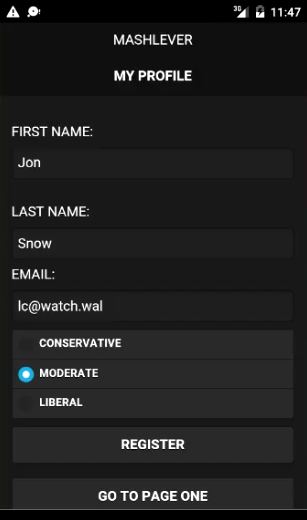 3G 11:47
MASHLEVER
MY PROFILE
FIRST NAME:
Jon
LAST NAME:
Snow
EMAIL:
lc@watch.wal
CONSERVATIVE
MODERATE
LIBERAL
REGISTER
GO TO PAGE ONE